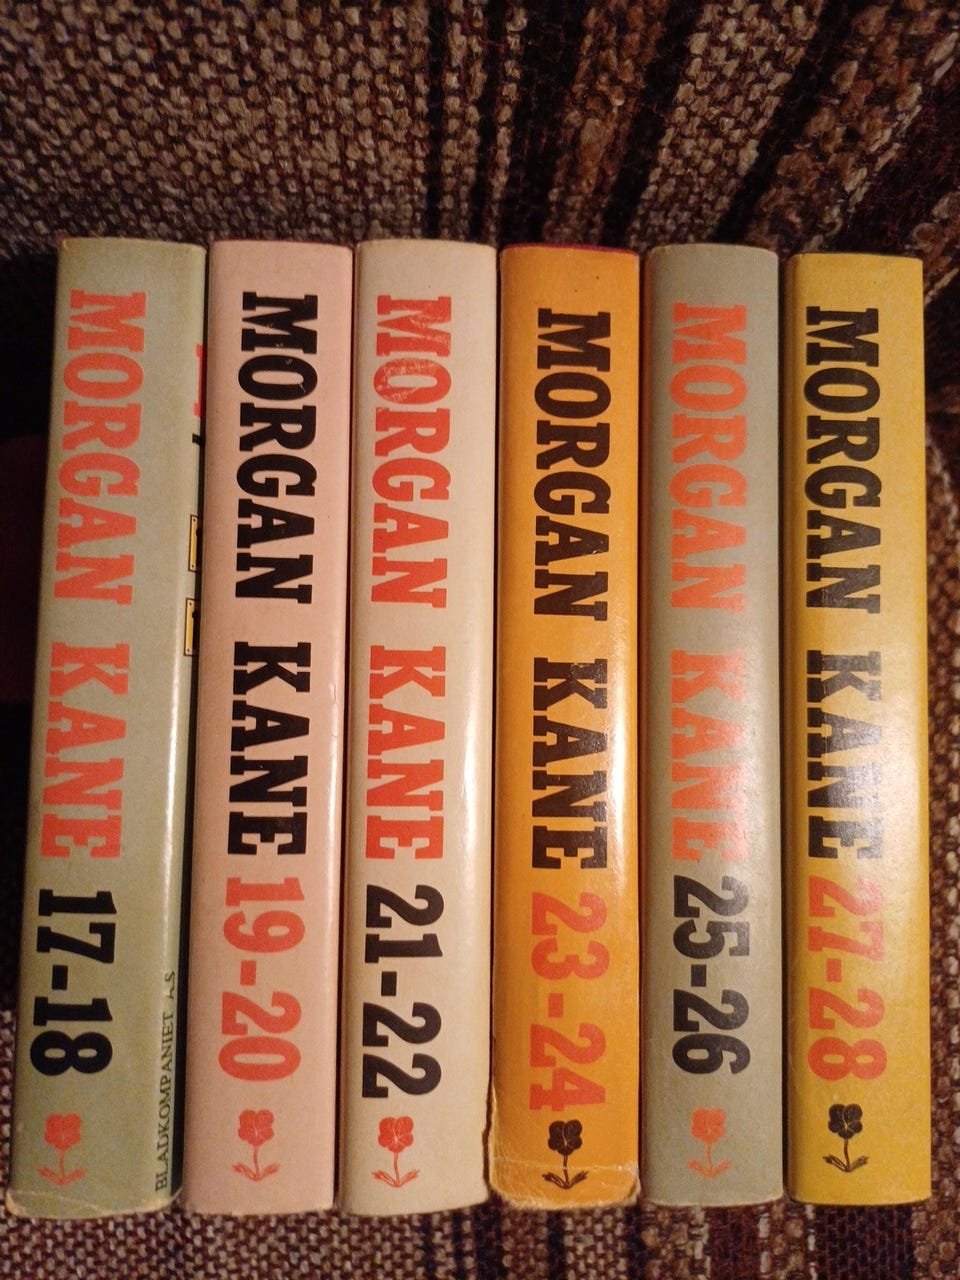 MORGAN KANE 17-18
BLADKOMPANIET A.S
MORGAN KANE 19-20
MORGAN KANE 21-22
MORGAN KANE 23-24
MORGAN KANE 25-26
MORGAN KANE 27-28